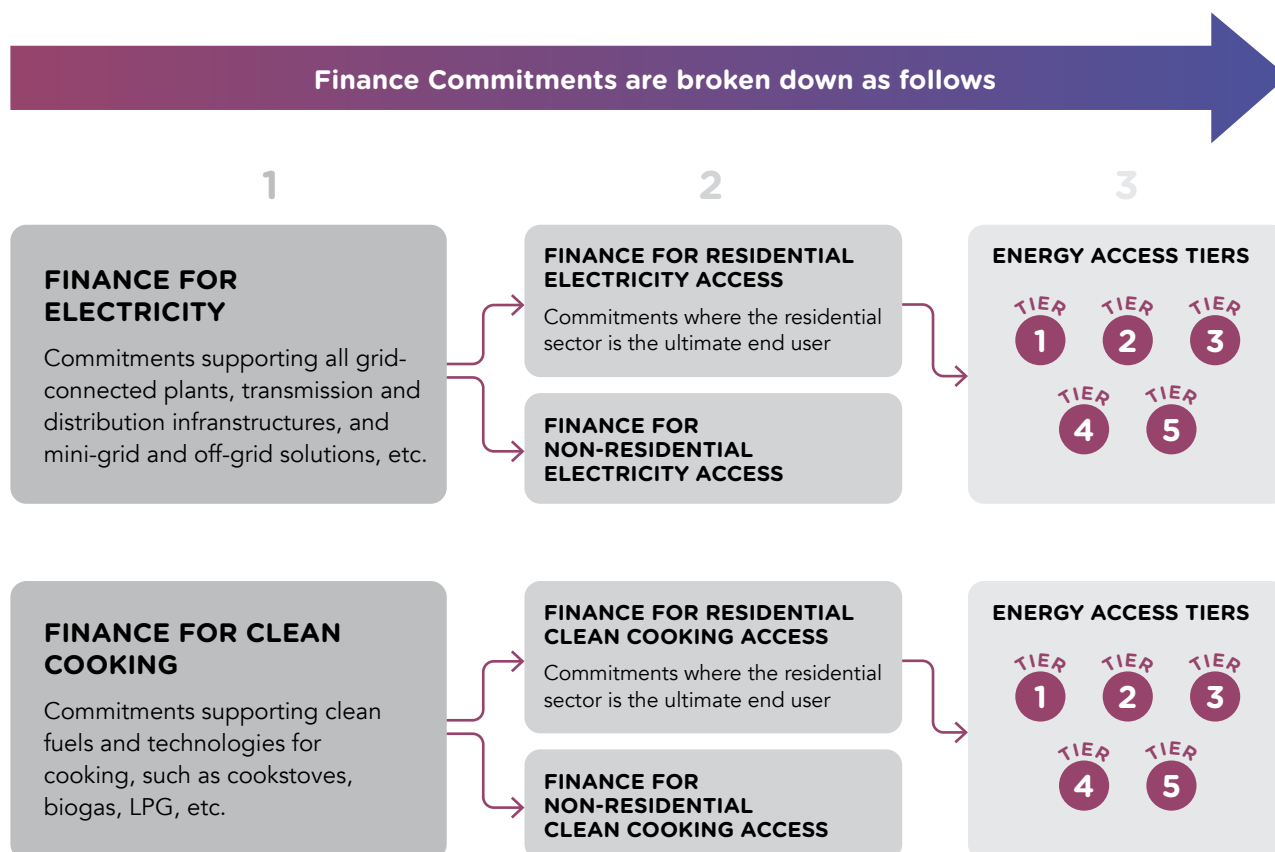 Finance Commitments are broken down as follows
1
2
3
FINANCE FOR
ELECTRICITY
Commitments supporting all grid-
connected plants, transmission and
distribution infranstructures, and
mini-grid and off-grid solutions, etc.
FINANCE FOR RESIDENTIAL
ELECTRICITY ACCESS
Commitments where the residential
sector is the ultimate end user
FINANCE FOR
NON-RESIDENTIAL
ELECTRICITY ACCESS
ENERGY ACCESS TIERS
TIER TIER TIER
1 2 3
TIER TIER
4 5
FINANCE FOR CLEAN
COOKING
Commitments supporting clean
fuels and technologies for
cooking, such as cookstoves,
biogas, LPG, etc.
FINANCE FOR RESIDENTIAL
CLEAN COOKING ACCESS
Commitments where the residential
sector is the ultimate end user
FINANCE FOR
NON-RESIDENTIAL
CLEAN COOKING ACCESS
ENERGY ACCESS TIERS
TIER TIER TIER
1 2 3
TIER TIER
4 5